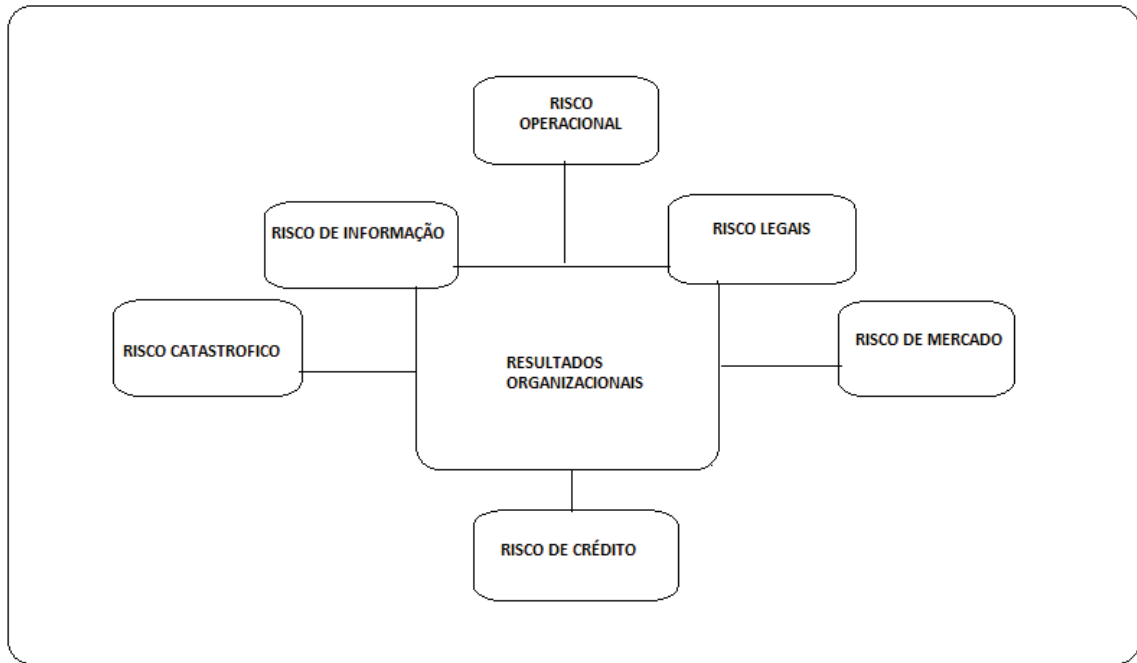 RISCO
OPERACIONAL
RISCO DE INFORMAÇÃO
RISCO LEGAIS
RISCO CATASTROFICO
RISCO DE MERCADO
RESULTADOS
ORGANIZACIONAIS
RISCO DE CRÉDITO